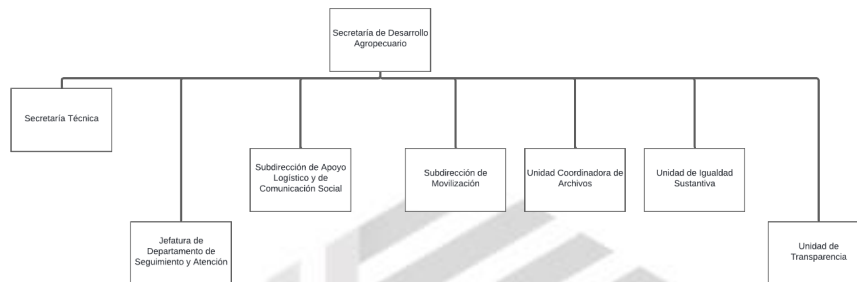 Secretaría de Desarrollo
Agropecuario
Secretaría Técnica
Subdirección de Apoyo
Logístico y de
Comunicación Social
Subdirección de
Movilización
Unidad Coordinadora de
Archivos
Unidad de Igualdad
Sustantiva
Jefatura de
Departamento de
Seguimiento y Atención
Unidad de
Transparencia